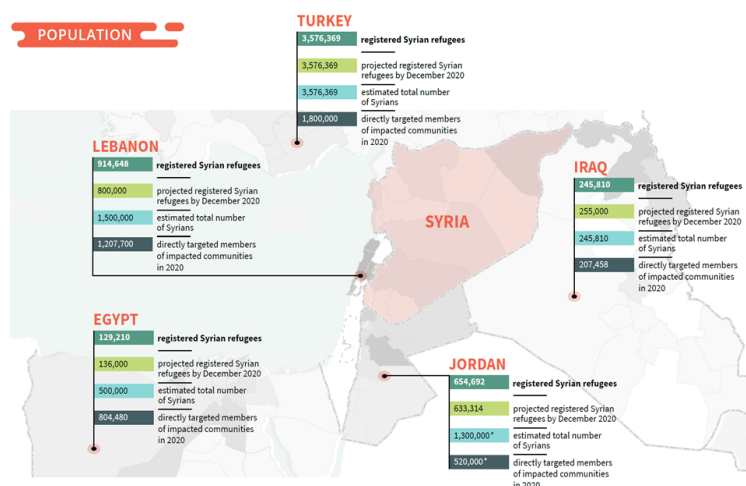 POPULATION
TURKEY
3,576,369 registered Syrian refugees
3,576,369 projected registered Syrian
refugees by December 2020
3,576,369 estimated total number
of Syrians
1,800,000 directly targeted members
of impacted communities
in 2020
LEBANON
914,648 registered Syrian refugees
800,000 projected registered Syrian
refugees by December 2020
1,500,000 estimated total number
of Syrians
1,207,700 directly targeted members
of impacted communities
in 2020
SYRIA
IRAQ
245,810 registered Syrian refugees
255,000 projected registered Syrian
refugees by December 2020
245,810 estimated total number
of Syrians
207,458 directly targeted members
of impacted communities
in 2020
EGYPT
129,210 registered Syrian refugees
136,000 projected registered Syrian
refugees by December 2020
500,000 estimated total number
of Syrians
804,480 directly targeted members
of impacted communities
in 2020
JORDAN
654,692 registered Syrian refugees
633,314 projected registered Syrian
refugees by December 2020
1,300,000* estimated total number
of Syrians
520,000* directly targeted members
of impacted communities
in 2020